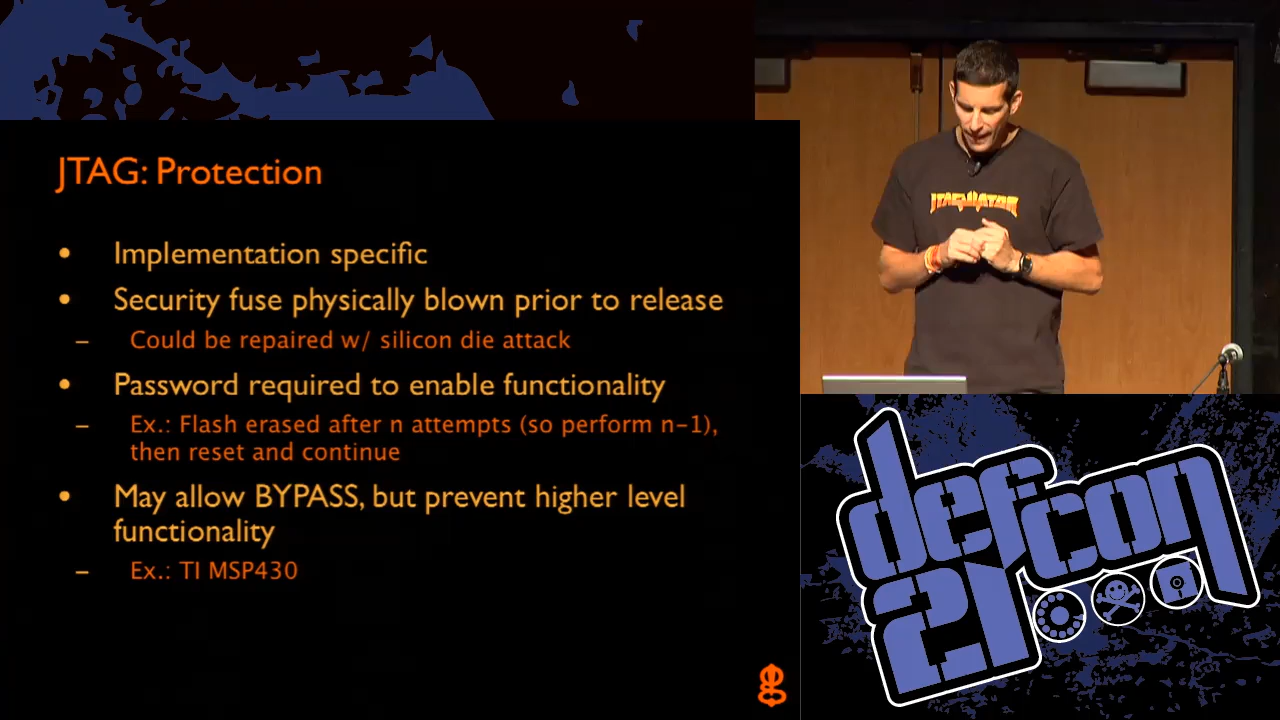 JTAG: Protection
• Implementation specific
• Security fuse physically blown prior to release
– Could be repaired w/ silicon die attack
• Password required to enable functionality
– Ex.: Flash erased after n attempts (so perform n-1),
then reset and continue
• May allow BYPASS, but prevent higher level
functionality
– Ex.: TI MSP430
JTAGULATOR
defcon
21